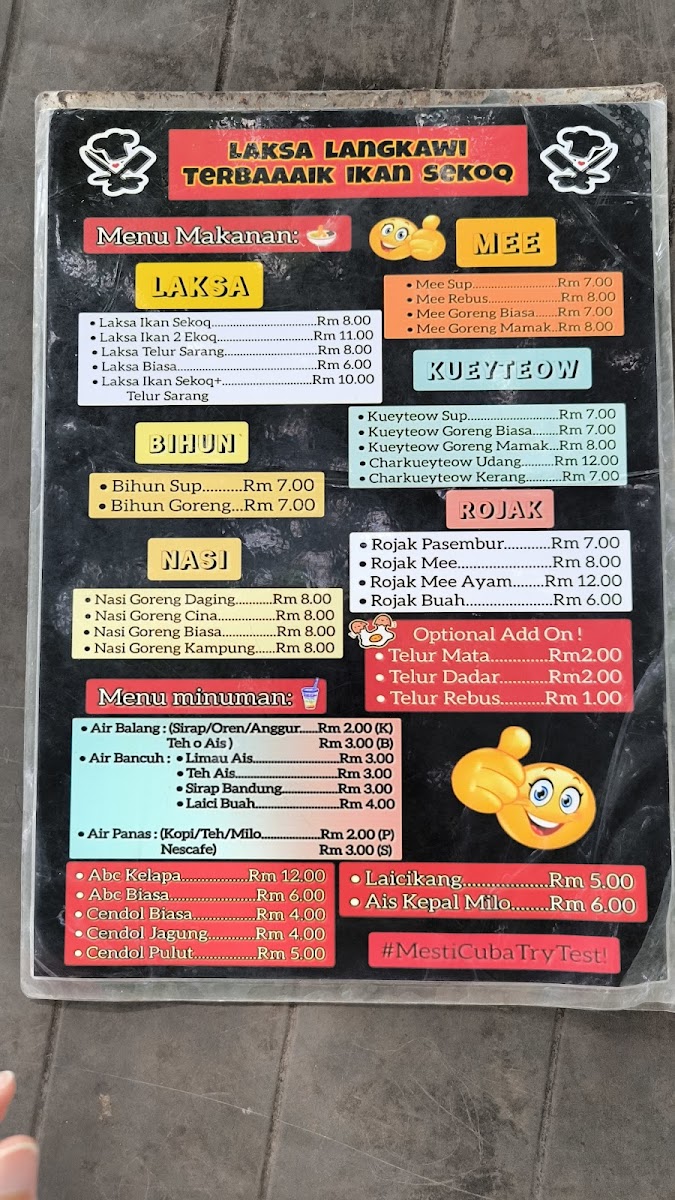 LAKSA LANGKAWI
TERBAAAIK IKAN SEKOQ
Menu Makanan:
LAKSA
• Laksa Ikan Sekoq.......................Rm 8.00
• Laksa Ikan 2 Ekoq......................Rm 11.00
• Laksa Telur Sarang.....................Rm 8.00
• Laksa Biasa............................Rm 6.00
• Laksa Ikan Sekoq+......................Rm 10.00
Telur Sarang
BIHUN
• Bihun Sup..........Rm 7.00
• Bihun Goreng...Rm 7.00
NASI
• Nasi Goreng Daging..........Rm 8.00
• Nasi Goreng Cina............Rm 8.00
• Nasi Goreng Biasa...........Rm 8.00
• Nasi Goreng Kampung.....Rm 8.00
MEE
• Mee Sup.......................Rm 7.00
• Mee Rebus....................Rm 8.00
• Mee Goreng Biasa......Rm 7.00
• Mee Goreng Mamak..Rm 8.00
KUEYTEOW
• Kueyteow Sup.......................Rm 7.00
• Kueyteow Goreng Biasa.......Rm 7.00
• Kueyteow Goreng Mamak...Rm 8.00
• Charkueyteow Udang.........Rm 12.00
• Charkueyteow Kerang.........Rm 7.00
ROJAK
• Rojak Pasembur...........Rm 7.00
• Rojak Mee.....................Rm 8.00
• Rojak Mee Ayam.......Rm 12.00
• Rojak Buah....................Rm 6.00
Optional Add On !
• Telur Mata.............Rm2.00
• Telur Dadar...........Rm2.00
• Telur Rebus...........Rm 1.00
Menu minuman:
• Air Balang : (Sirap/Oren/Anggur......Rm 2.00 (K)
Teh o Ais ) Rm 3.00 (B)
• Air Bancuh : • Limau Ais.......................Rm 3.00
• Teh Ais...........................Rm 3.00
• Sirap Bandung................Rm 3.00
• Laici Buah.......................Rm 4.00
• Air Panas : (Kopi/Teh/Milo...................Rm 2.00 (P)
Nescafe) Rm 3.00 (S)
• Abc Kelapa.................Rm 12.00
• Abc Biasa....................Rm 6.00
• Cendol Biasa...............Rm 4.00
• Cendol Jagung............Rm 4.00
• Cendol Pulut...............Rm 5.00
• Laicikang...................Rm 5.00
• Ais Kepal Milo........Rm 6.00
#MestiCubaTryTest!